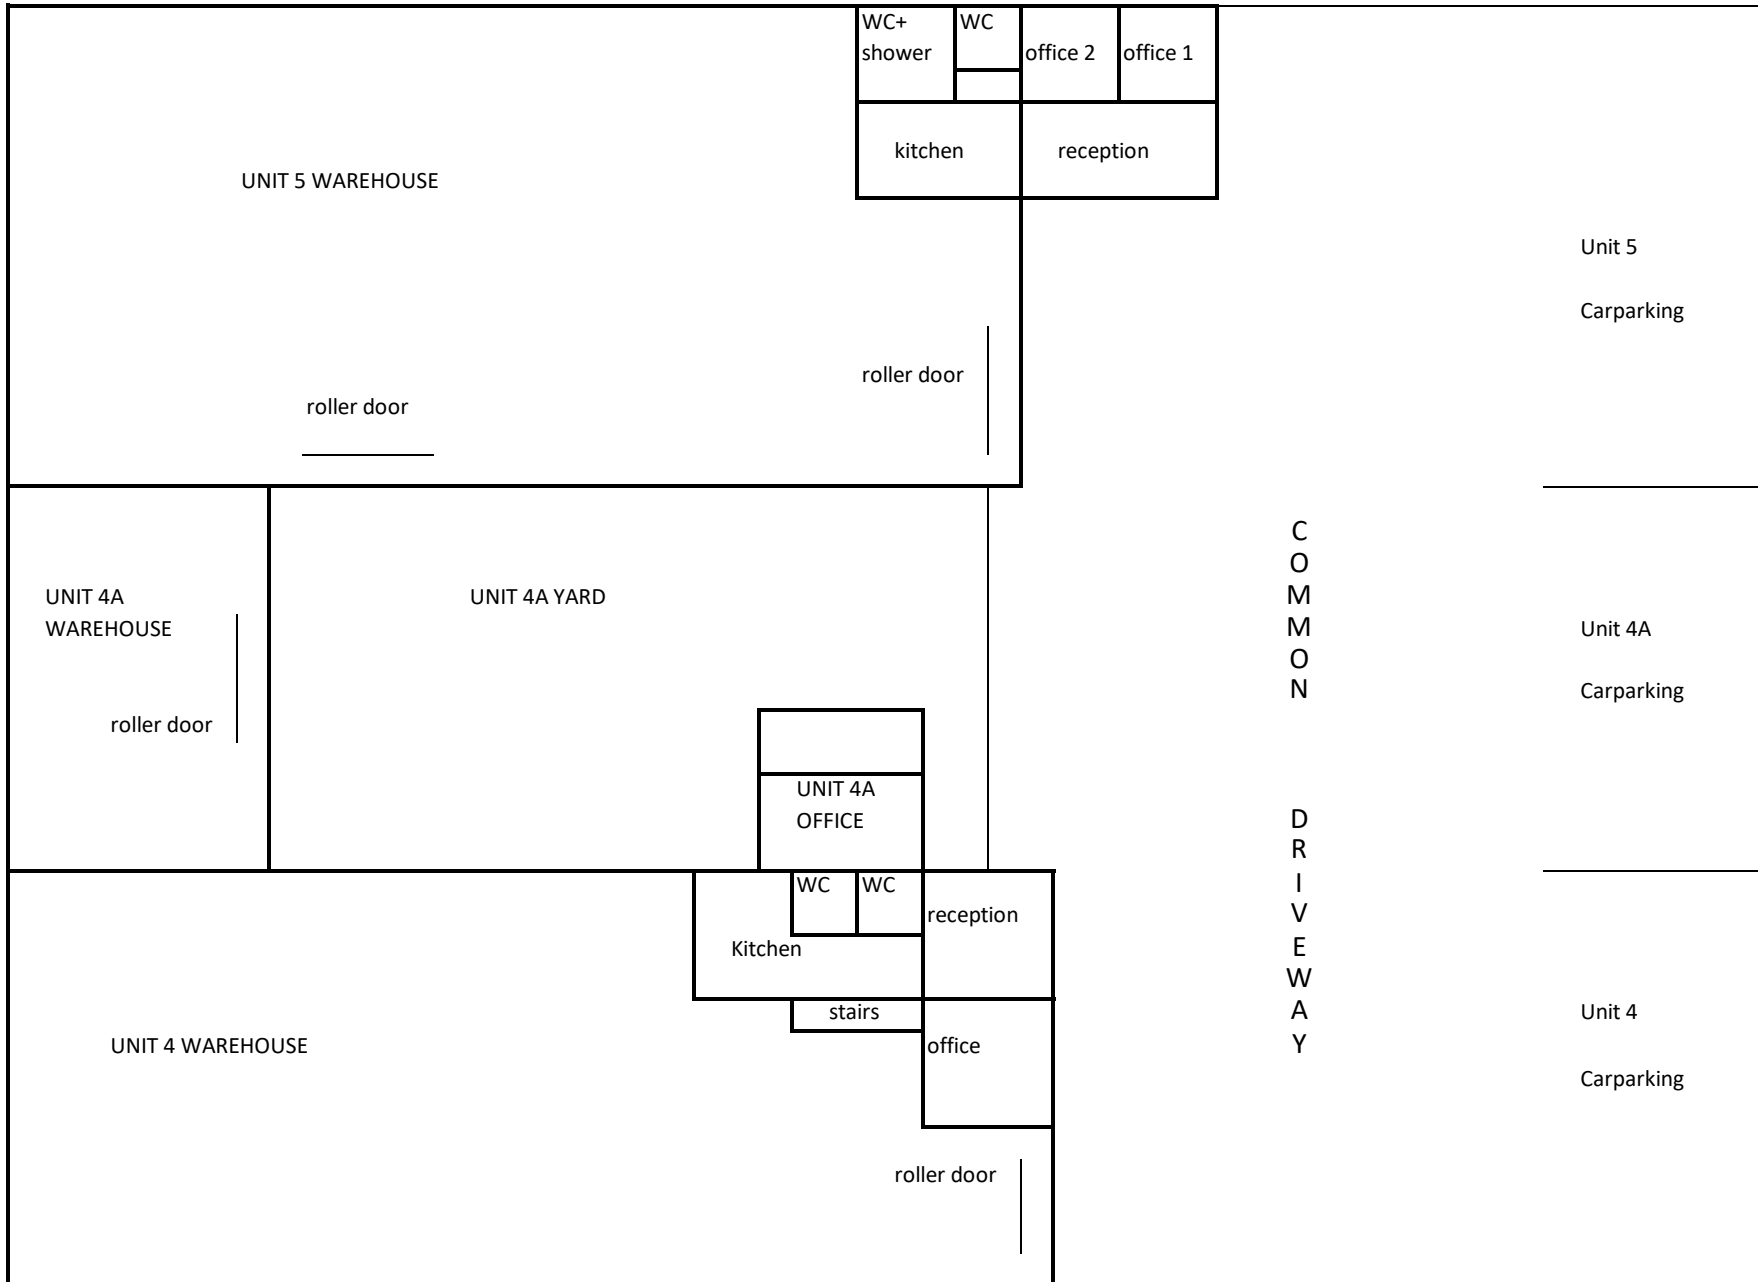 WC+
shower
WC
office 2
office 1
kitchen
reception
UNIT 5 WAREHOUSE
Unit 5
Carparking
roller door
roller door
UNIT 4A
WAREHOUSE
UNIT 4A YARD
roller door
UNIT 4A
OFFICE
COMMON
DRIVEWAY
Unit 4A
Carparking
WC
WC
reception
Kitchen
stairs
office
UNIT 4 WAREHOUSE
Unit 4
Carparking
roller door